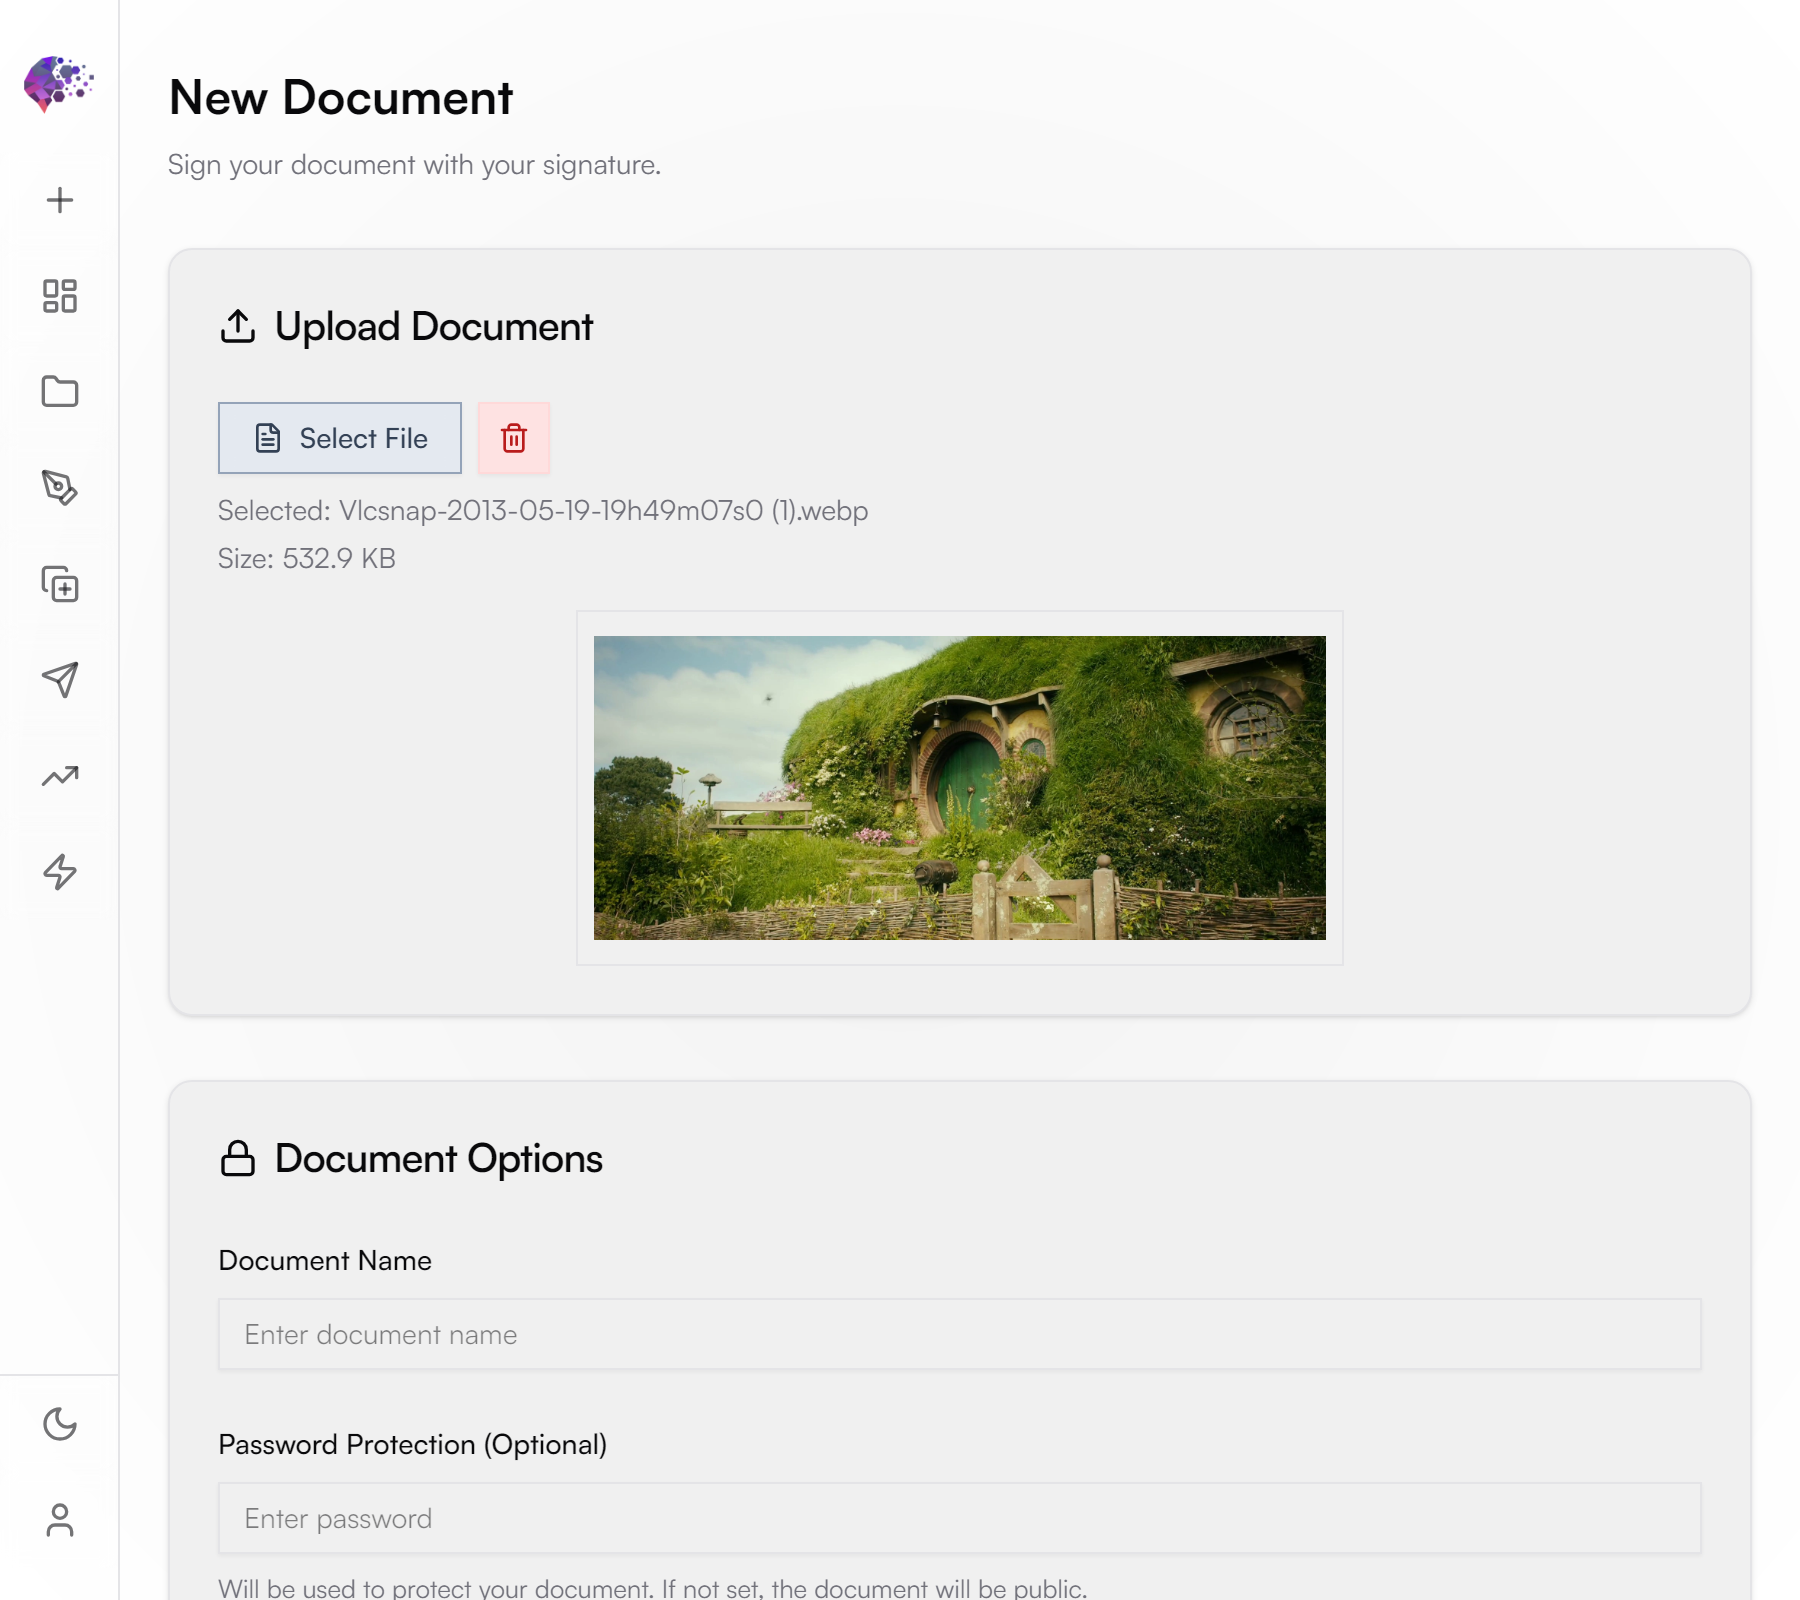 New Document
Sign your document with your signature.
Upload Document
Select File
Selected: Vlcsnap-2013-05-19-19h49m07s0 (1).webp
Size: 532.9 KB
Document Options
Document Name
Enter document name
Password Protection (Optional)
Enter password
Will be used to protect your document. If not set, the document will be public.